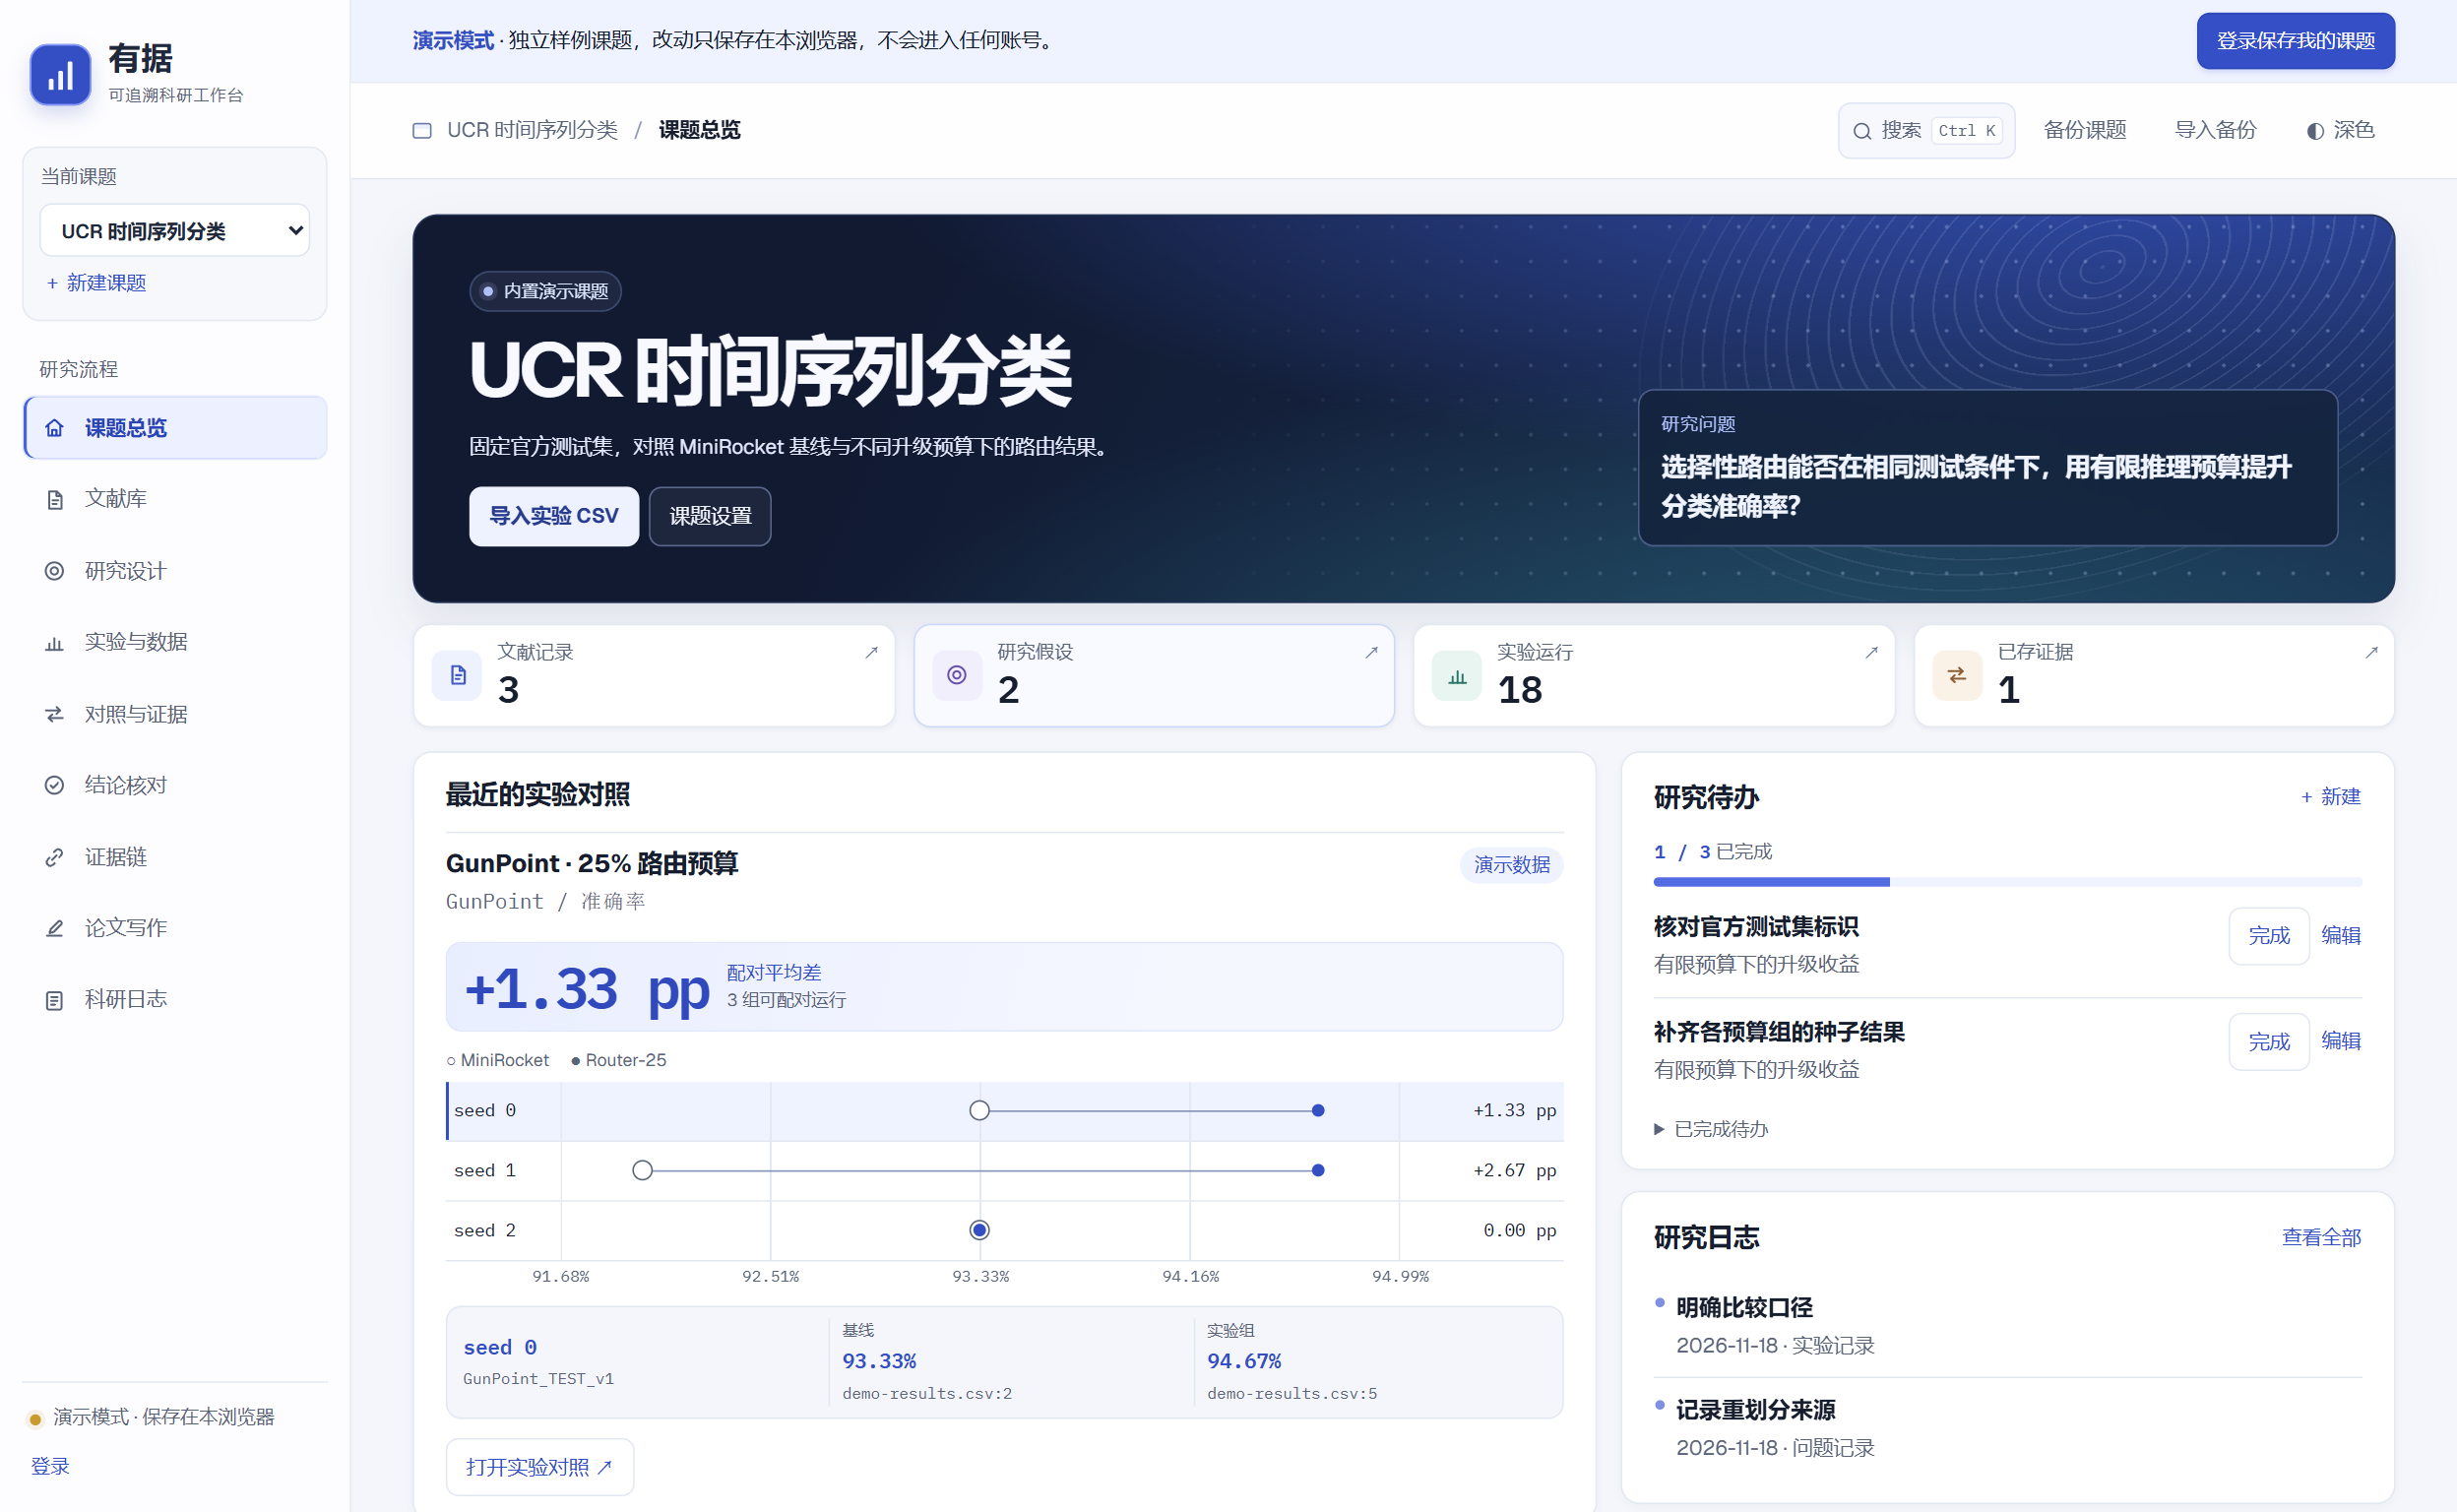 有据
可追溯科研工作台
当前课题
UCR 时间序列分类
+ 新建课题
研究流程
课题总览
文献库
研究设计
实验与数据
对照与证据
结论核对
证据链
论文写作
科研日志
演示模式 · 保存在本浏览器
登录
演示模式 · 独立样例课题，改动只保存在本浏览器，不会进入任何账号。
登录保存我的课题
UCR 时间序列分类 / 课题总览
搜索 Ctrl K
备份课题
导入备份
深色
内置演示课题
UCR 时间序列分类
固定官方测试集，对照 MiniRocket 基线与不同升级预算下的路由结果。
导入实验 CSV
课题设置
研究问题
选择性路由能否在相同测试条件下，用有限推理预算提升
分类准确率？
文献记录 ↗
3
研究假设 ↗
2
实验运行 ↗
18
已存证据 ↗
1
最近的实验对照
GunPoint · 25% 路由预算
演示数据
GunPoint / 准确率
+1.33 pp
配对平均差
3 组可配对运行
○ MiniRocket ● Router-25
seed 0 +1.33 pp
seed 1 +2.67 pp
seed 2 0.00 pp
91.68% 92.51% 93.33% 94.16% 94.99%
seed 0
GunPoint_TEST_v1
基线
93.33%
demo-results.csv:2
实验组
94.67%
demo-results.csv:5
打开实验对照 ↗
研究待办
+ 新建
1 / 3 已完成
核对官方测试集标识
有限预算下的升级收益
完成 编辑
补齐各预算组的种子结果
有限预算下的升级收益
完成 编辑
▶ 已完成待办
研究日志
查看全部
明确比较口径
2026-11-18 · 实验记录
记录重划分来源
2026-11-18 · 问题记录